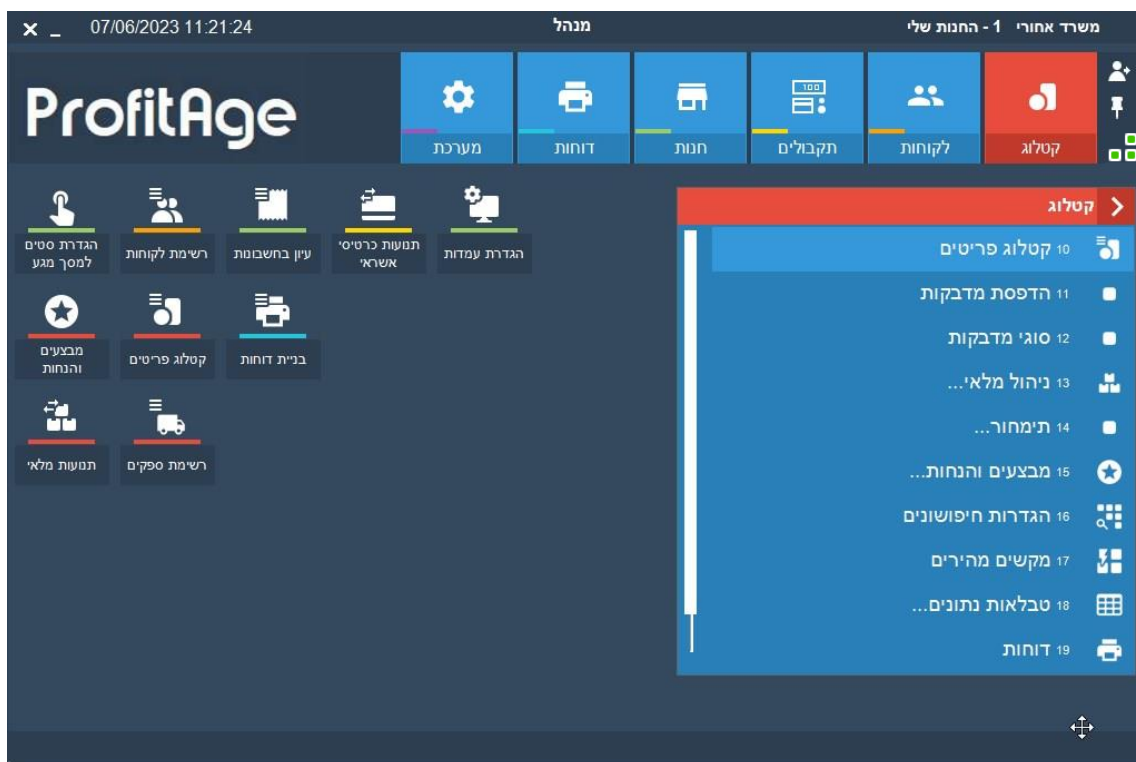 משרד אחורי 1 - החנות שלי
מנהל
07/06/2023 11:21:24
ProfitAge
קטלוג
לקוחות
100
תקבולים
חנות
דוחות
מערכת
קטלוג
10 קטלוג פריטים
11 הדפסת מדבקות
12 סוגי מדבקות
13 ניהול מלאי...
14 תימחור...
15 מבצעים והנחות...
16 הגדרות חיפושונים
17 מקשים מהירים
18 טבלאות נתונים...
19 דוחות
הגדרת עמדות
תנועות כרטיסי
אשראי
עיון בחשבונות
רשימת לקוחות
הגדרת סטים
למסך מגע
בניית דוחות
קטלוג פריטים
מבצעים
והנחות
רשימת ספקים
תנועות מלאי